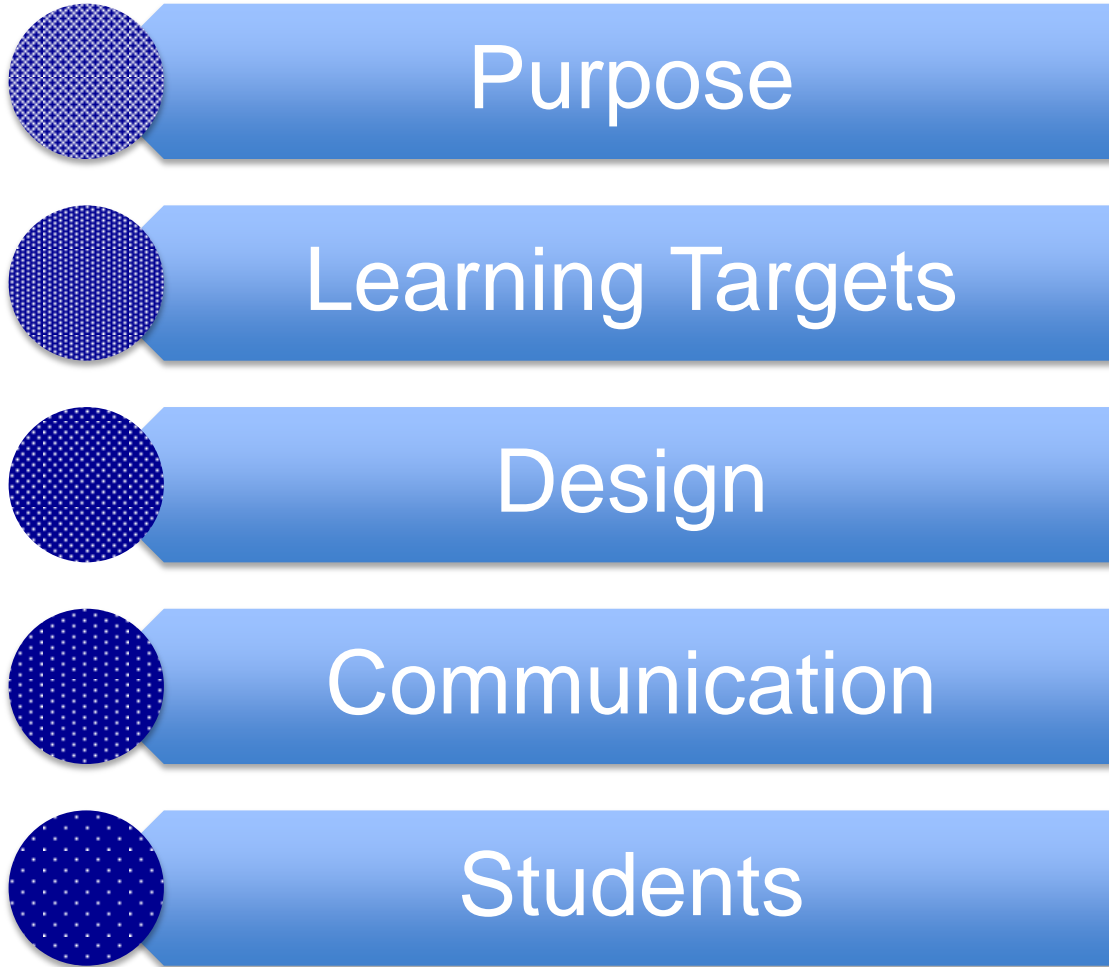 Purpose
Learning Targets
Design
Communication
Students